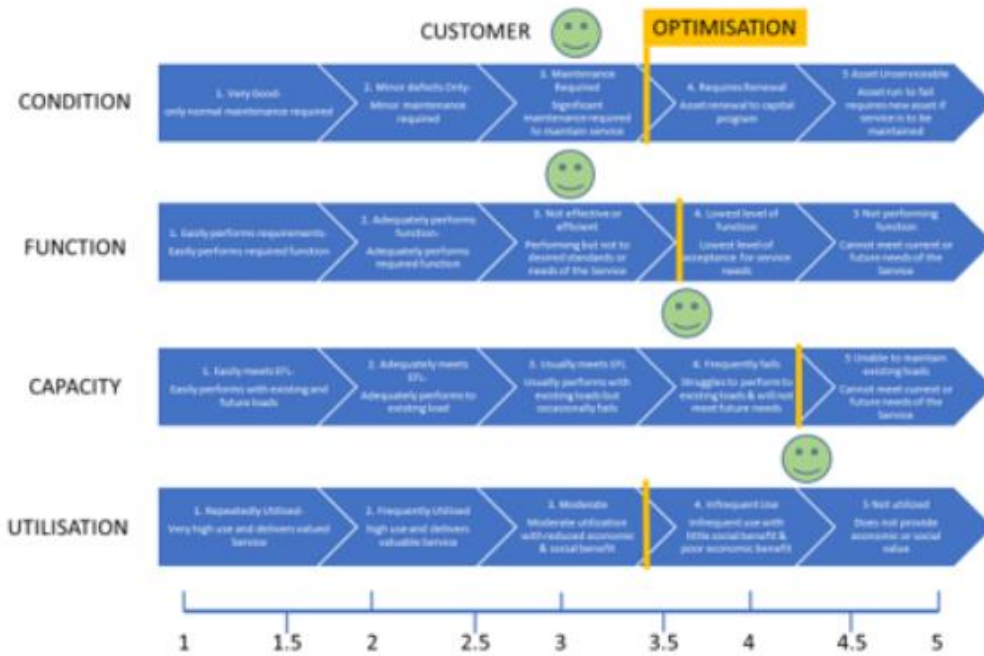 CUSTOMER
OPTIMISATION
CONDITION
1. Very Good-
only normal maintenance required
2. Minor defects Only-
Minor maintenance
required
3. Maintenance
Required
Significant
maintenance required
to maintain service
4. Requires Renewal
Asset renewal to capital
program
5 Asset Unserviceable
Asset run to fail
requires new asset if
service is to be
maintained
FUNCTION
1. Easily performs requirements-
Easily performs required function
2. Adequately performs
function-
Adequately performs
required function
3. Not effective or
efficient
Performing but not to
desired standards or
needs of the Service
4. Lowest level of
function
Lowest level of
acceptance for service
needs
5 Not performing
function
Cannot meet current or
future needs of the
Service
CAPACITY
1. Easily meets EFL-
Easily performs with existing and
future loads
2. Adequately meets
EFL-
Adequately performs to
existing load
3. Usually meets EFL
Usually performs with
existing loads but
occasionally fails
Frequently fails
Struggles to perform to
existing loads & will not
meet future needs
5 Unable to maintain
existing loads
Cannot meet current or
future needs of the
Service
UTILISATION
1. Repeatedly Utilised-
Very high use and delivers valued
Service
2. Frequently Utilised
high use and delivers
valuable Service
3. Moderate
Moderate utilization
with reduced economic
& social benefit
4. Infrequent Use
Infrequent use with
little social benefit &
poor economic benefit
5 Not utilized
Does not provide
economic or social
value
1 1.5 2 2.5 3 3.5 4 4.5 5